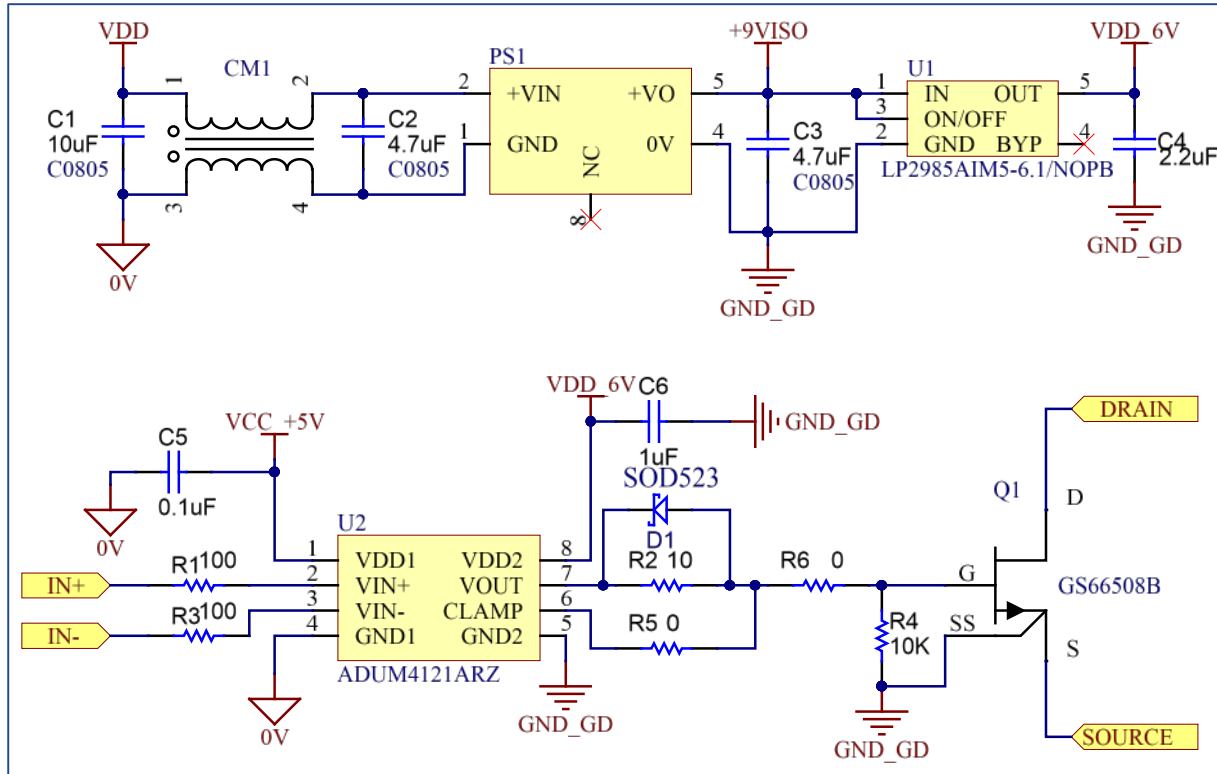 VDD
CM1
1
2
3
4
C1
10uF
C0805
C2
4.7uF
C0805
0V
PS1
2
+VIN
+VO
5
1
GND
0V
4
NC
8
+9VISO
C3
4.7uF
C0805
GND_GD
U1
1
IN
OUT
5
3
ON/OFF
2
GND
BYP
4
LP2985AIM5-6.1/NOPB
VDD_6V
C4
2.2uF
GND_GD
VCC_+5V
C5
0.1uF
0V
VDD_6V
C6
1uF
GND_GD
SOD523
D1
U2
1
VDD1
VDD2
8
IN+
R1
100
2
VIN+
VOUT
7
R2
10
IN-
R3
100
3
VIN-
CLAMP
6
R5
0
4
GND1
GND2
5
ADUM4121ARZ
0V
GND_GD
R6
0
R4
10K
GND_GD
DRAIN
Q1
D
G
GS66508B
SS
S
SOURCE